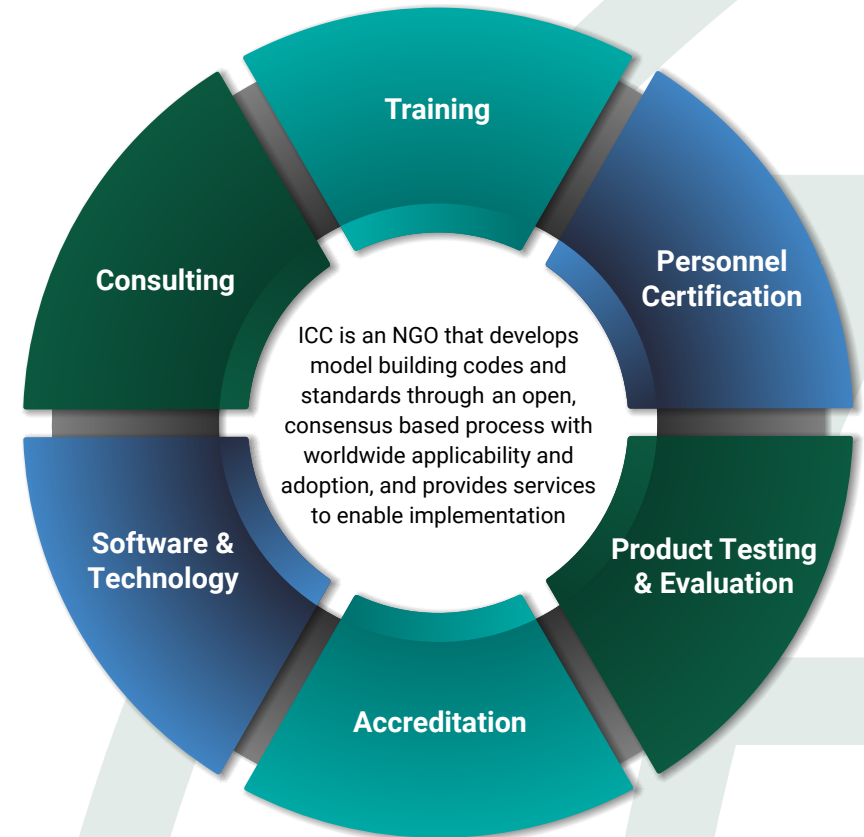 Training
Personnel
Certification
Consulting
ICC is an NGO that develops
model building codes and
standards through an open,
consensus based process with
worldwide applicability and
adoption, and provides services
to enable implementation
Software &
Technology
Product Testing
& Evaluation
Accreditation